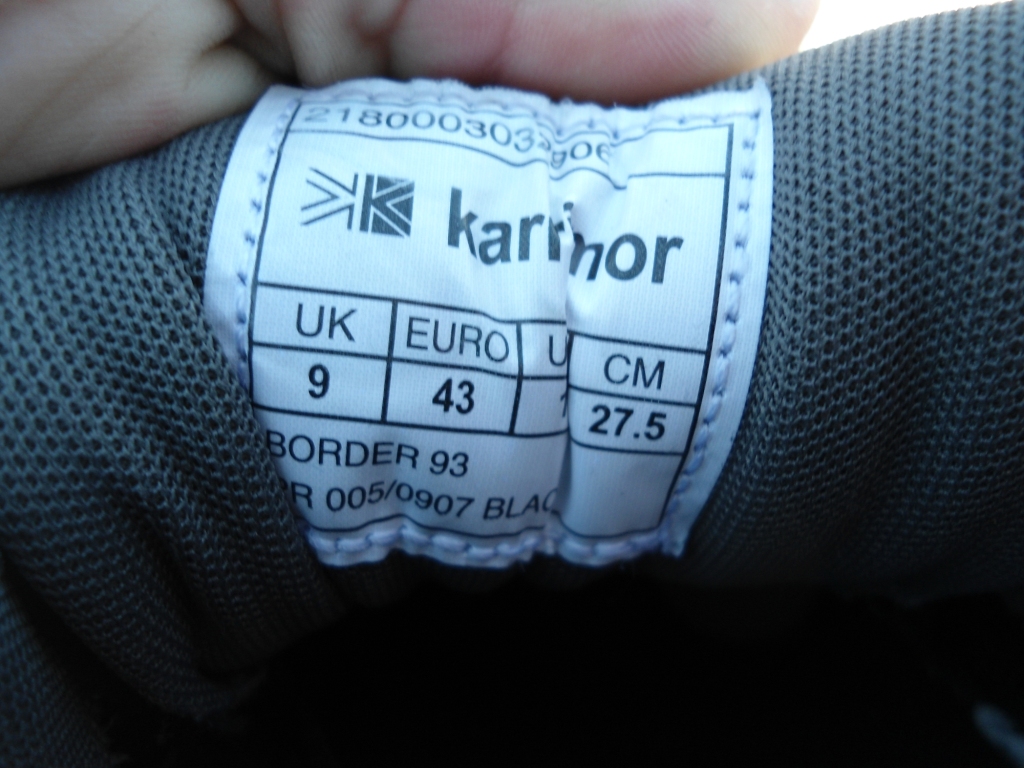 karrimor
UK EURO CM
9 43 27.5
BORDER 93
005/0907